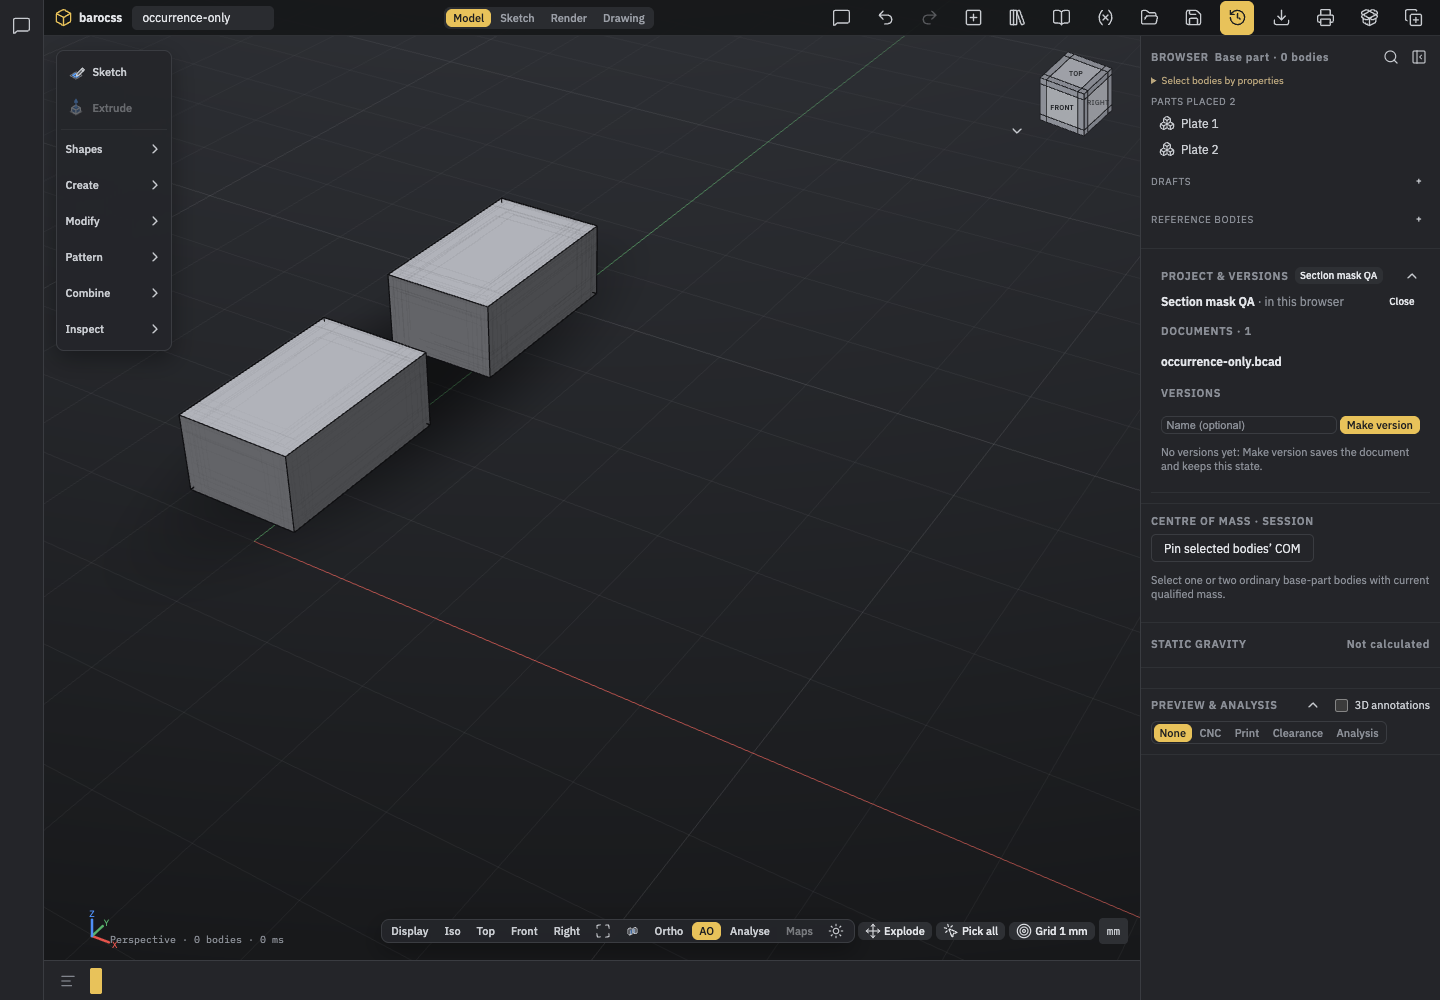 barocss
occurrence-only
Model
Sketch
Render
Drawing
Sketch
Extrude
Shapes
Create
Modify
Pattern
Combine
Inspect
TOP
FRONT
RIGHT
BROWSER Base part · 0 bodies
Select bodies by properties
PARTS PLACED 2
Plate 1
Plate 2
DRAFTS +
REFERENCE BODIES +
PROJECT & VERSIONS Section mask QA
Section mask QA · in this browser Close
DOCUMENTS · 1
occurrence-only.bcad
VERSIONS
Name (optional) Make version
No versions yet: Make version saves the document
and keeps this state.
CENTRE OF MASS · SESSION
Pin selected bodies’ COM
Select one or two ordinary base-part bodies with current
qualified mass.
STATIC GRAVITY Not calculated
PREVIEW & ANALYSIS 3D annotations
None CNC Print Clearance Analysis
Z
Y
X
Perspective · 0 bodies · 0 ms
Display Iso Top Front Right Ortho AO Analyse Maps Explode Pick all Grid 1 mm mm